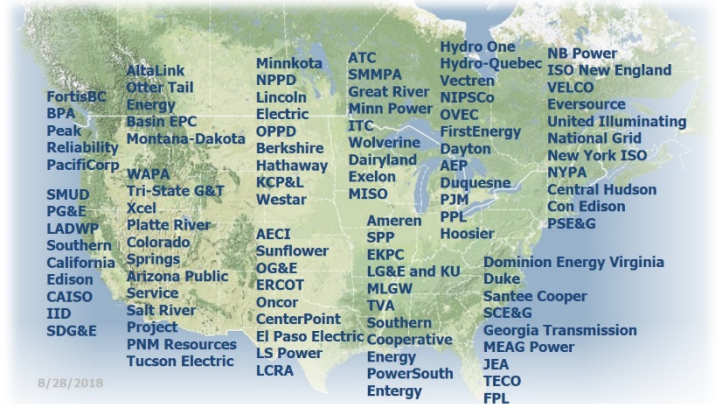 FortisBC
BPA
Peak
Reliability
PacifiCorp
SMUD
PG&E
LADWP
Southern
California
Edison
CAISO
IID
SDG&E
AltaLink
Otter Tail
Energy
Basin EPC
Montana-Dakota
WAPA
Tri-State G&T
Xcel
Platte River
Colorado
Springs
Arizona Public
Service
Salt River
Project
PNM Resources
Tucson Electric
Minnkota
NPPD
Lincoln
Electric
OPPD
Berkshire
Hathaway
KCP&L
Westar
AECI
Sunflower
OG&E
ERCOT
Oncor
CenterPoint
El Paso Electric
LS Power
LCRA
ATC
SMMPA
Great River
Minn Power
ITC
Wolverine
Dairyland
Exelon
MISO
Ameren
SPP
EKPC
LG&E and KU
MLGW
TVA
Southern
Cooperative
Energy
PowerSouth
Entergy
Hydro One
Hydro-Quebec
Vectren
NIPSCo
OVEC
FirstEnergy
Dayton
AEP
Duquesne
PJM
PPL
Hoosier
NB Power
ISO New England
VELCO
Eversource
United Illuminating
National Grid
New York ISO
NYPA
Central Hudson
Con Edison
PSE&G
Dominion Energy Virginia
Duke
Santee Cooper
SCE&G
Georgia Transmission
MEAG Power
JEA
TECO
FPL
8/28/2018